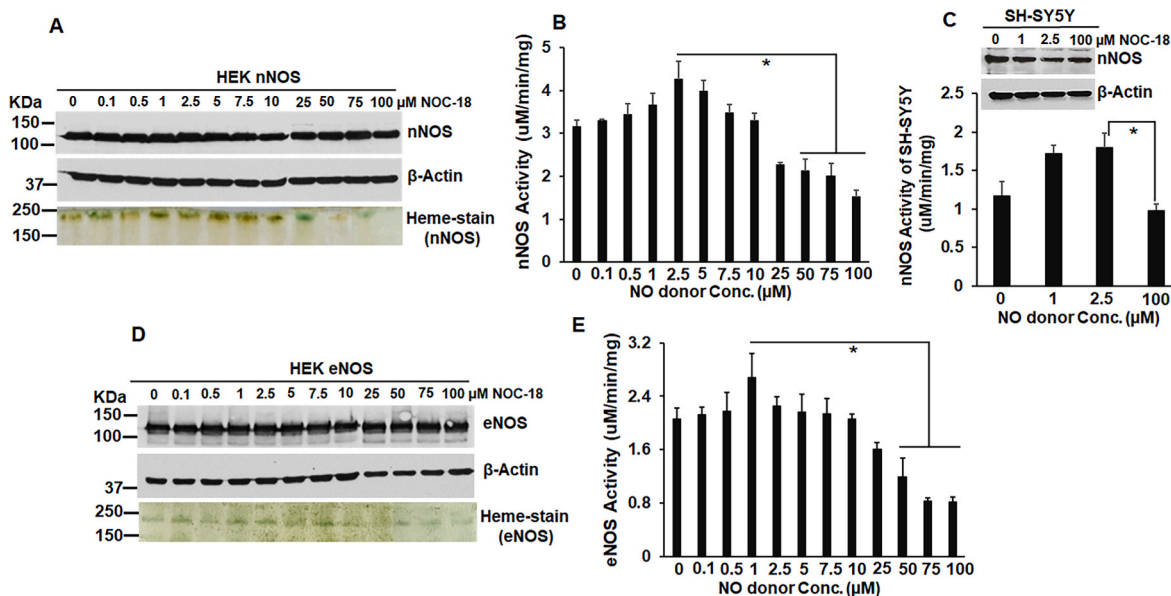 A
HEK nNOS
KDa
0 0.1 0.5 1 2.5 5 7.5 10 25 50 75 100 µM NOC-18
150
100
nNOS
37
β-Actin
250
150
Heme-stain
(nNOS)
B
nNOS Activity (uM/min/mg)
5
4
3
2
1
0
*
0 0.1 0.5 1 2.5 5 7.5 10 25 50 75 100
NO donor Conc. (µM)
C
SH-SY5Y
0 1 2.5 100 µM NOC-18
nNOS
β-Actin
nNOS Activity of SH-SY5Y
(uM/min/mg)
2.5
2
1.5
1
0.5
0
*
0 1 2.5 100
NO donor Conc. (µM)
D
HEK eNOS
KDa
0 0.1 0.5 1 2.5 5 7.5 10 25 50 75 100 µM NOC-18
150
100
eNOS
37
β-Actin
250
150
Heme-stain
(eNOS)
E
eNOS Activity (uM/min/mg)
3.2
2.4
1.6
0.8
0
*
0 0.1 0.5 1 2.5 5 7.5 10 25 50 75 100
NO donor Conc. (µM)